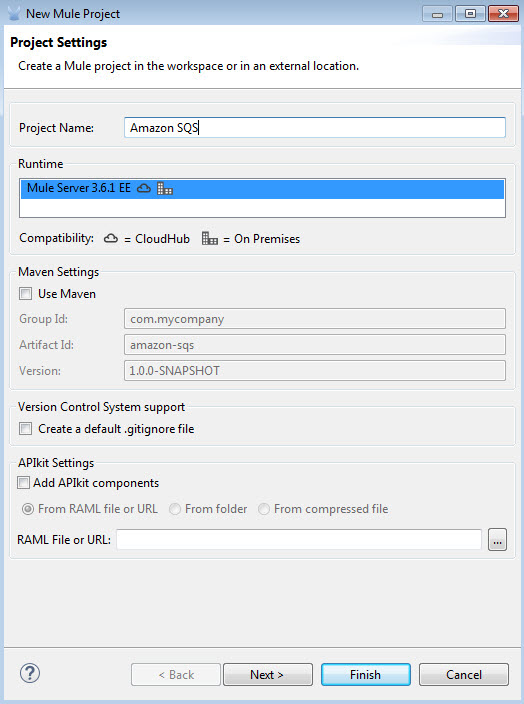 New Mule Project
Project Settings
Create a Mule project in the workspace or in an external location.
Project Name: Amazon SQS
Runtime
Mule Server 3.6.1 EE
Compatibility: = CloudHub = On Premises
Maven Settings
Use Maven
Group Id: com.mycompany
Artifact Id: amazon-sqs
Version: 1.0.0-SNAPSHOT
Version Control System support
Create a default .gitignore file
APIkit Settings
Add APIkit components
From RAML file or URL From folder From compressed file
RAML File or URL: ...
? < Back Next > Finish Cancel